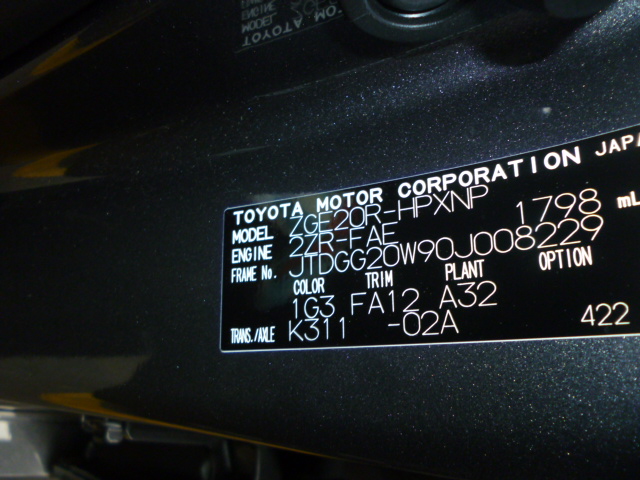 TOYOTA MOTOR CORPORATION JAPA
MODEL ZGE20R-HPXNP
ENGINE 2ZR-FAE 1798 mL
FRAME No. JTDGG20W90J008229
COLOR TRIM PLANT OPTION
1G3 FA12 A32
TRANS./AXLE K311 -02A 422